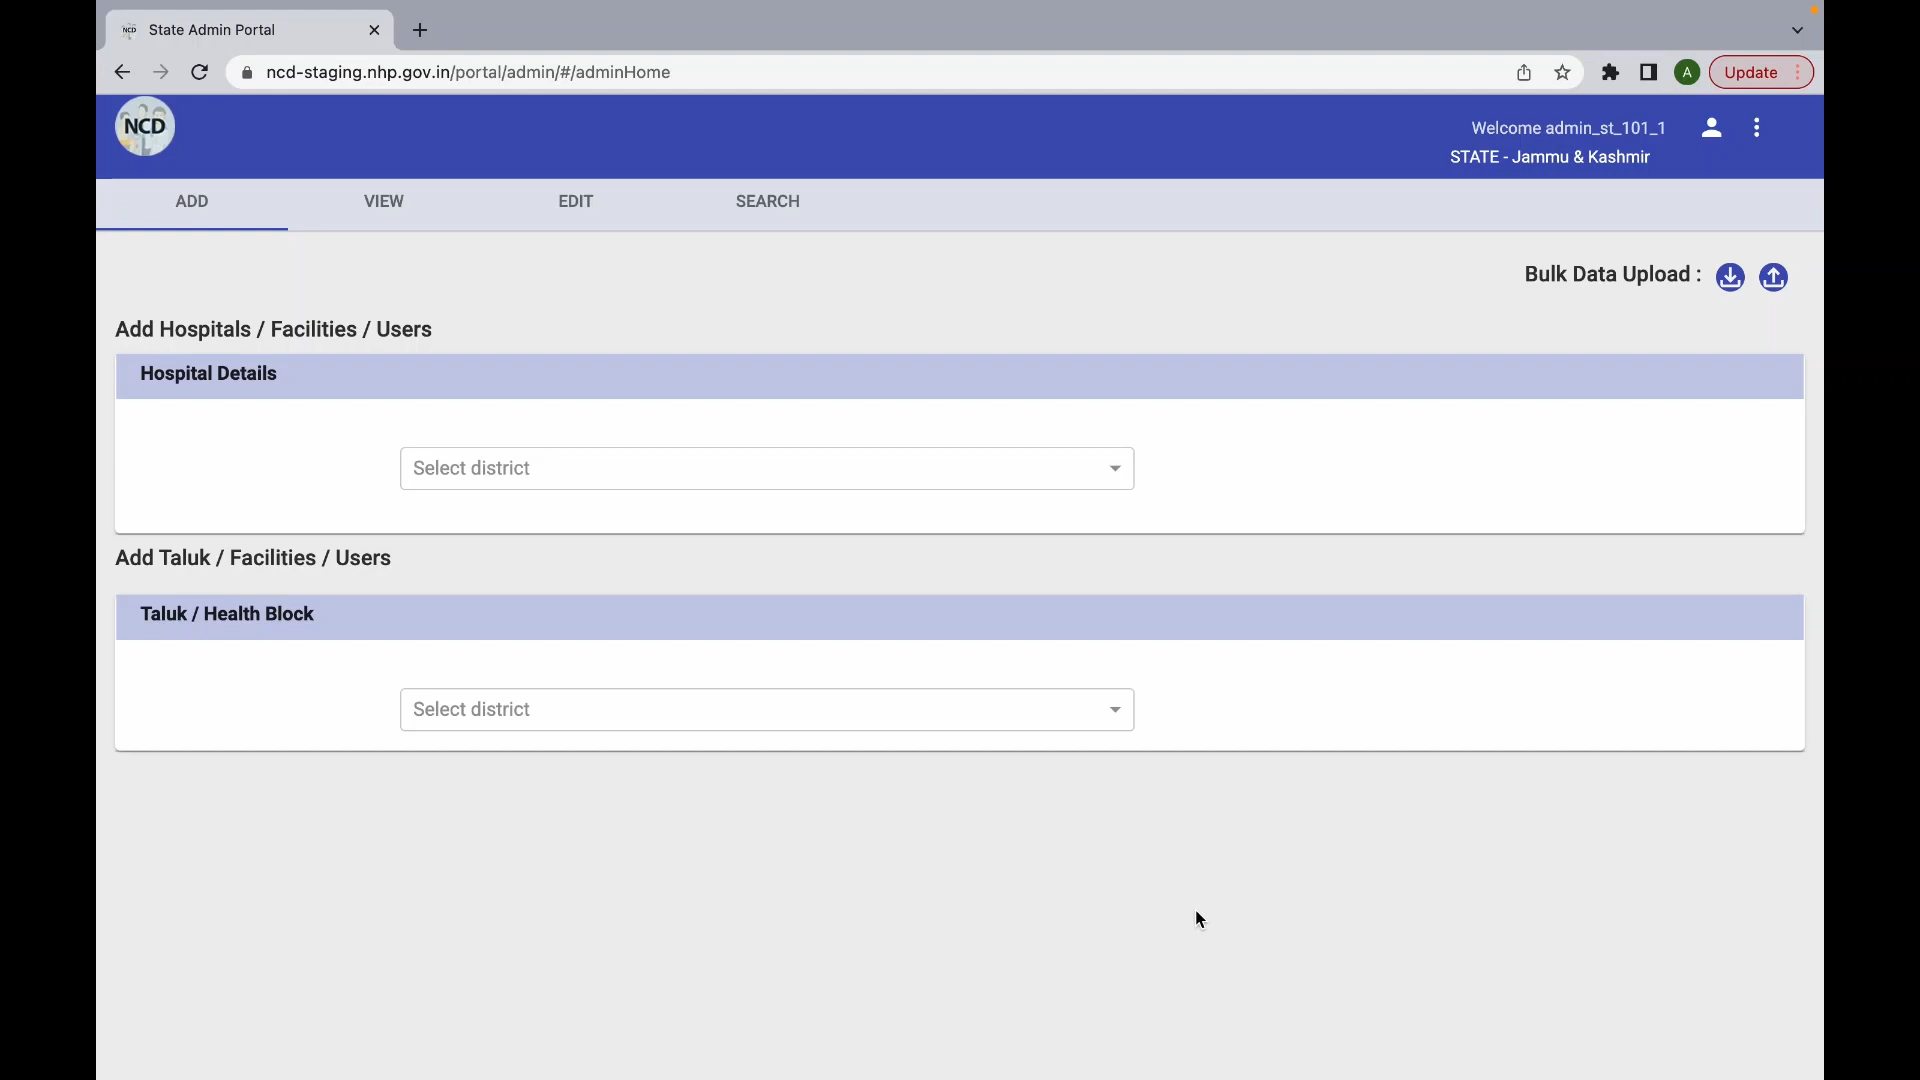 NCD State Admin Portal
ncd-staging.nhp.gov.in/portal/admin/#/adminHome
A
Update
NCD
Welcome admin_st_101_1
STATE - Jammu & Kashmir
ADD VIEW EDIT SEARCH
Bulk Data Upload :
Add Hospitals / Facilities / Users
Hospital Details
Select district
Add Taluk / Facilities / Users
Taluk / Health Block
Select district